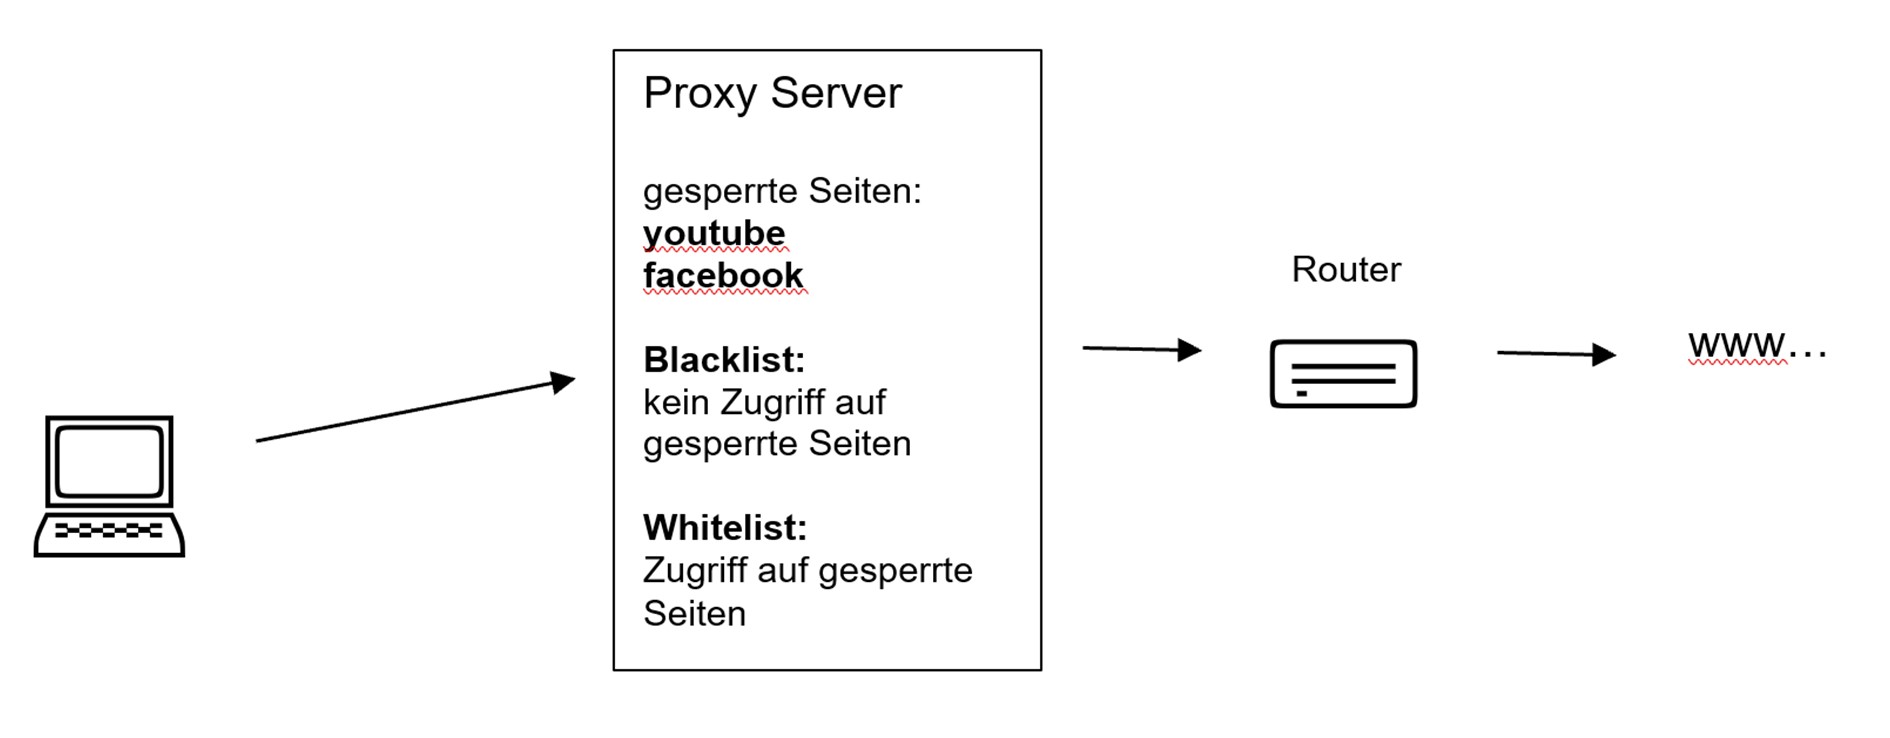 Proxy Server
gesperrte Seiten:
youtube
facebook
Blacklist:
kein Zugriff auf
gesperrte Seiten
Whitelist:
Zugriff auf gesperrte
Seiten
Router
www...